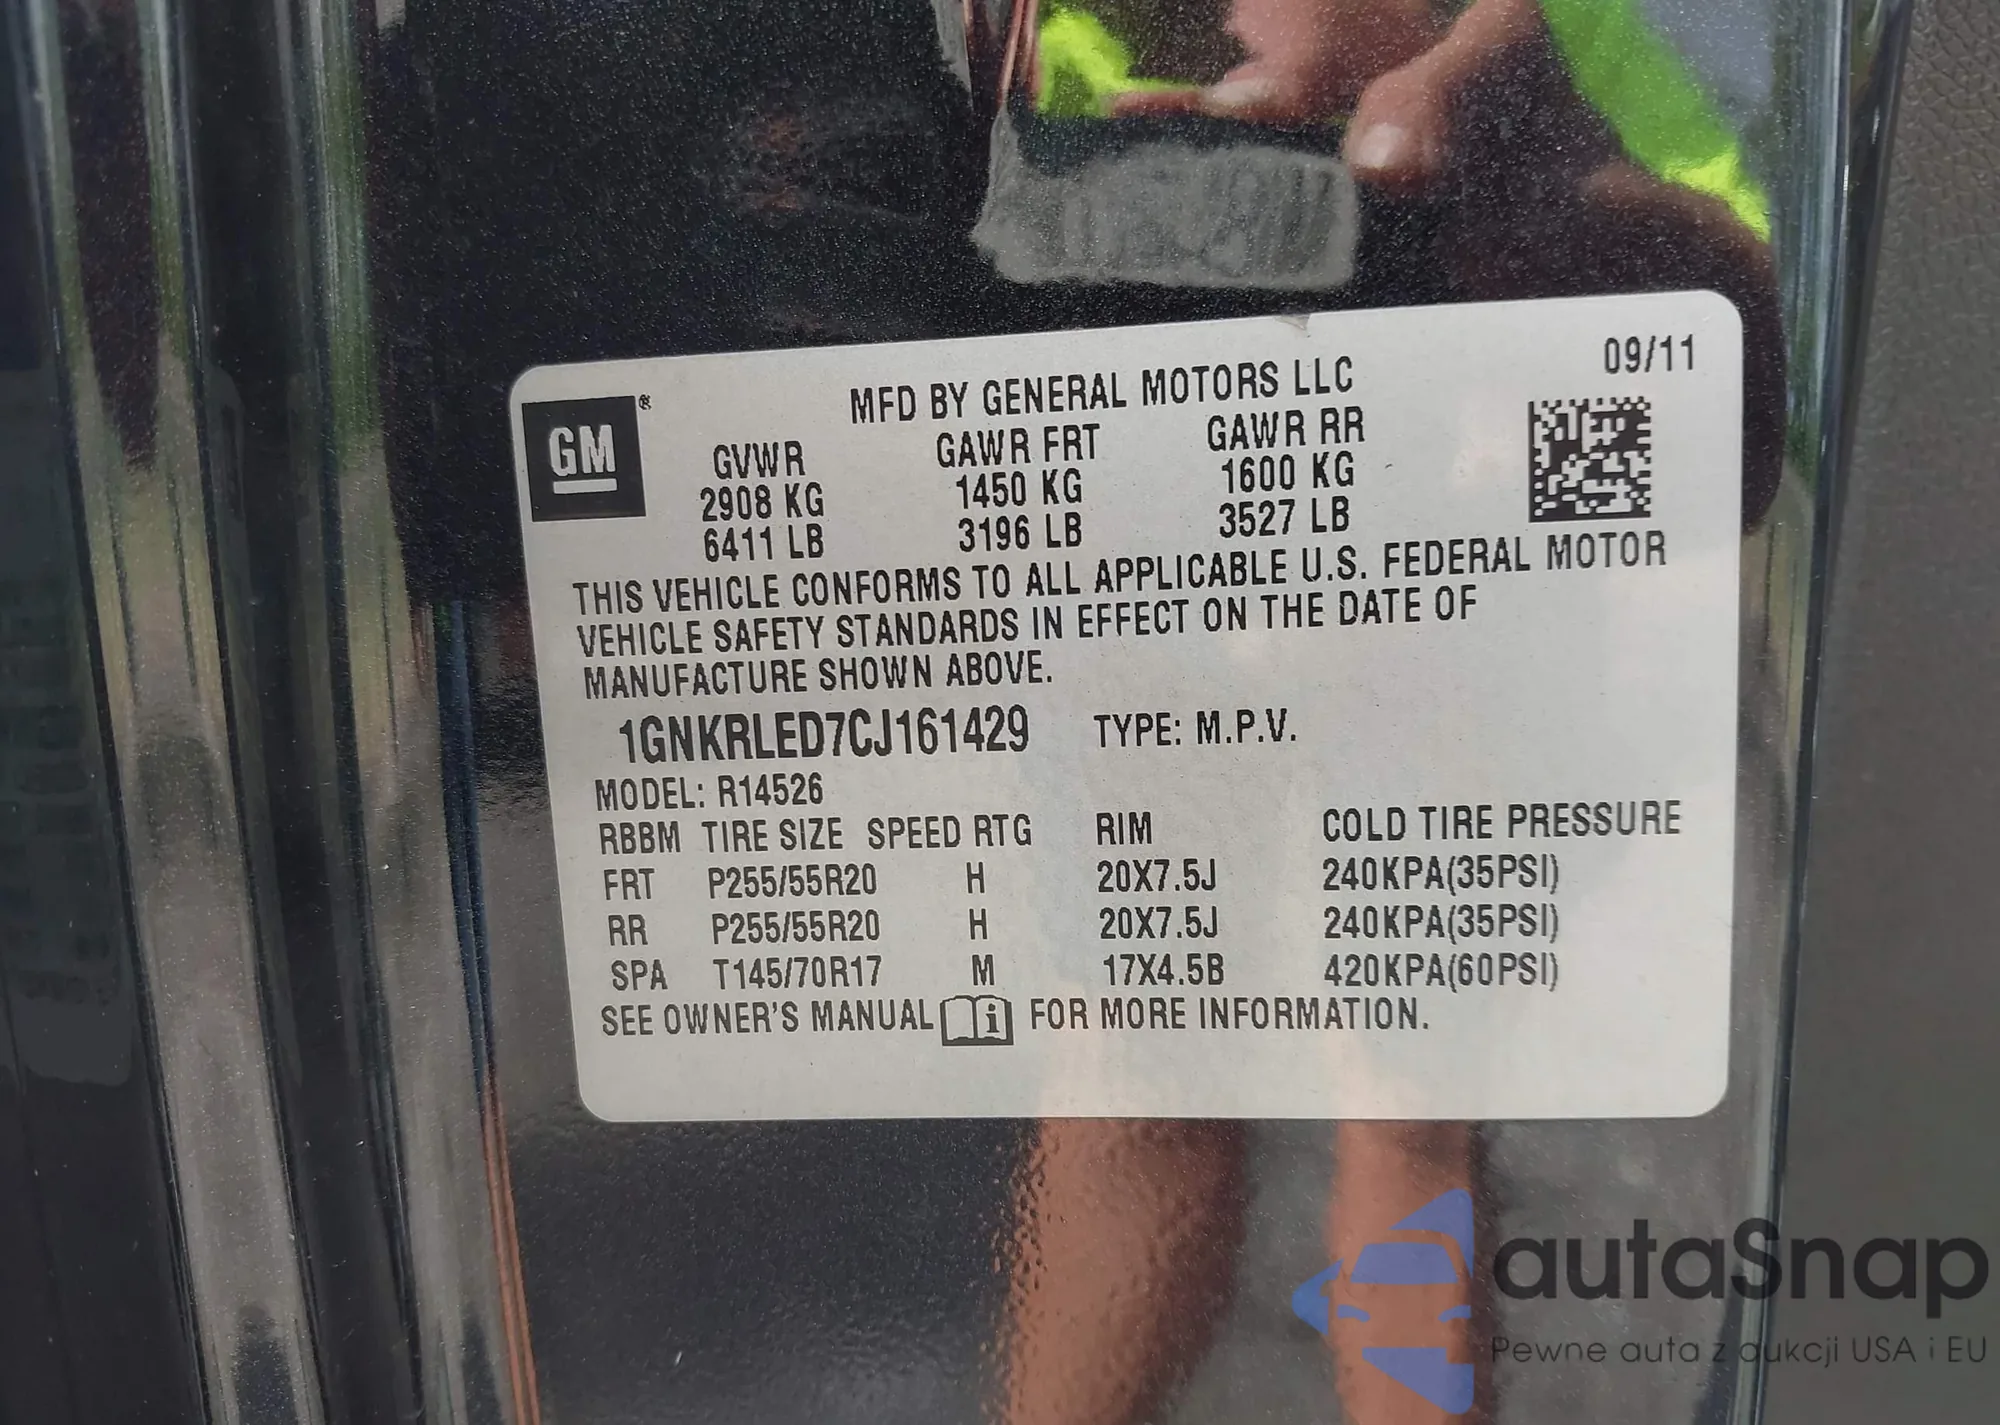 09/11
MFD BY GENERAL MOTORS LLC
GM®
GVWR GAWR FRT GAWR RR
2908 KG 1450 KG 1600 KG
6411 LB 3196 LB 3527 LB
THIS VEHICLE CONFORMS TO ALL APPLICABLE U.S. FEDERAL MOTOR
VEHICLE SAFETY STANDARDS IN EFFECT ON THE DATE OF
MANUFACTURE SHOWN ABOVE.
1GNKRLED7CJ161429 TYPE: M.P.V.
MODEL: R14526
RBBM TIRE SIZE SPEED RTG RIM COLD TIRE PRESSURE
FRT P255/55R20 H 20X7.5J 240KPA(35PSI)
RR P255/55R20 H 20X7.5J 240KPA(35PSI)
SPA T145/70R17 M 17X4.5B 420KPA(60PSI)
SEE OWNER'S MANUAL i FOR MORE INFORMATION.
autaSnap
Pewne auta z aukcji USA i EU